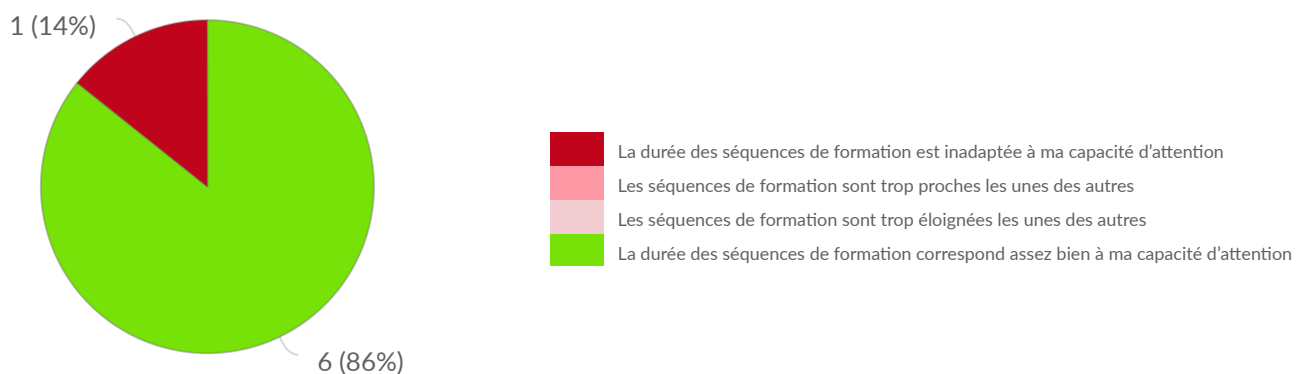 1 (14%)
La durée des séquences de formation est inadaptée à ma capacité d’attention
Les séquences de formation sont trop proches les unes des autres
Les séquences de formation sont trop éloignées les unes des autres
La durée des séquences de formation correspond assez bien à ma capacité d’attention
6 (86%)